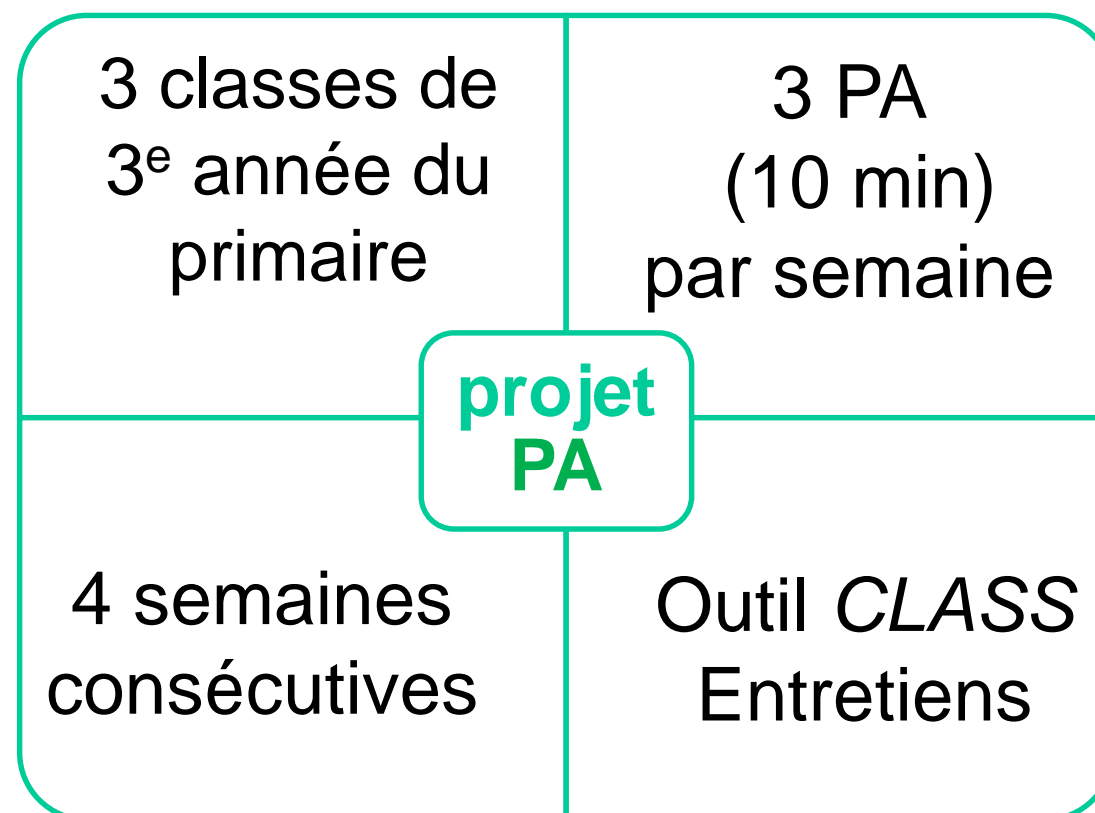 3 classes de
3e année du
primaire
3 PA
(10 min)
par semaine
projet
PA
4 semaines
consécutives
Outil CLASS
Entretiens